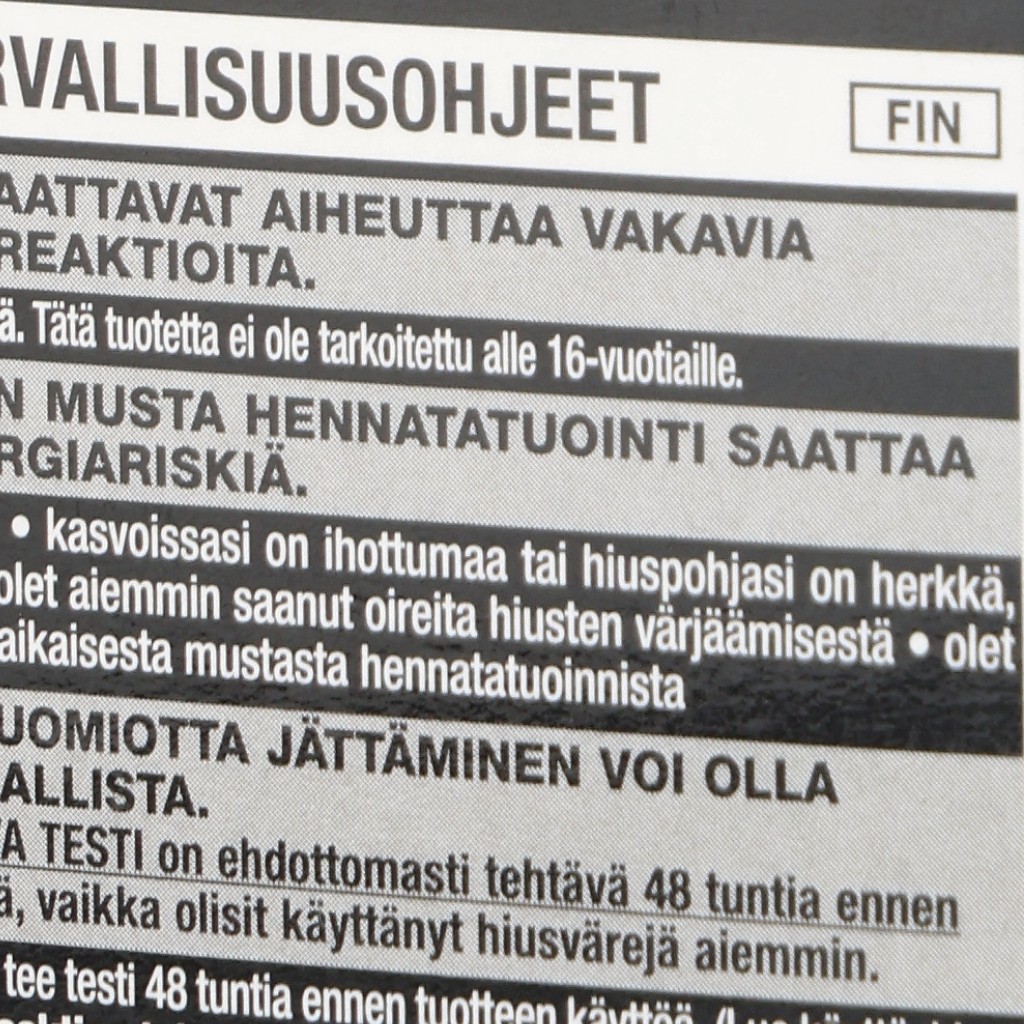 RVALLISUUSOHJEET FIN
AATTAVAT AIHEUTTAA VAKAVIA
REAKTIOITA.
ä. Tätä tuotetta ei ole tarkoitettu alle 16-vuotiaille.
N MUSTA HENNATATUOINTI SAATTAA
RGIARISKIÄ.
• kasvoissasi on ihottumaa tai hiuspohjasi on herkkä,
olet aiemmin saanut oireita hiusten värjäämisestä • olet
aikaisesta mustasta hennatatuoinnista
UOMIOTTA JÄTTÄMINEN VOI OLLA
ALLISTA.
A TESTI on ehdottomasti tehtävä 48 tuntia ennen
ä, vaikka olisit käyttänyt hiusvärejä aiemmin.
tee testi 48 tuntia ennen tuotteen käyttöä.